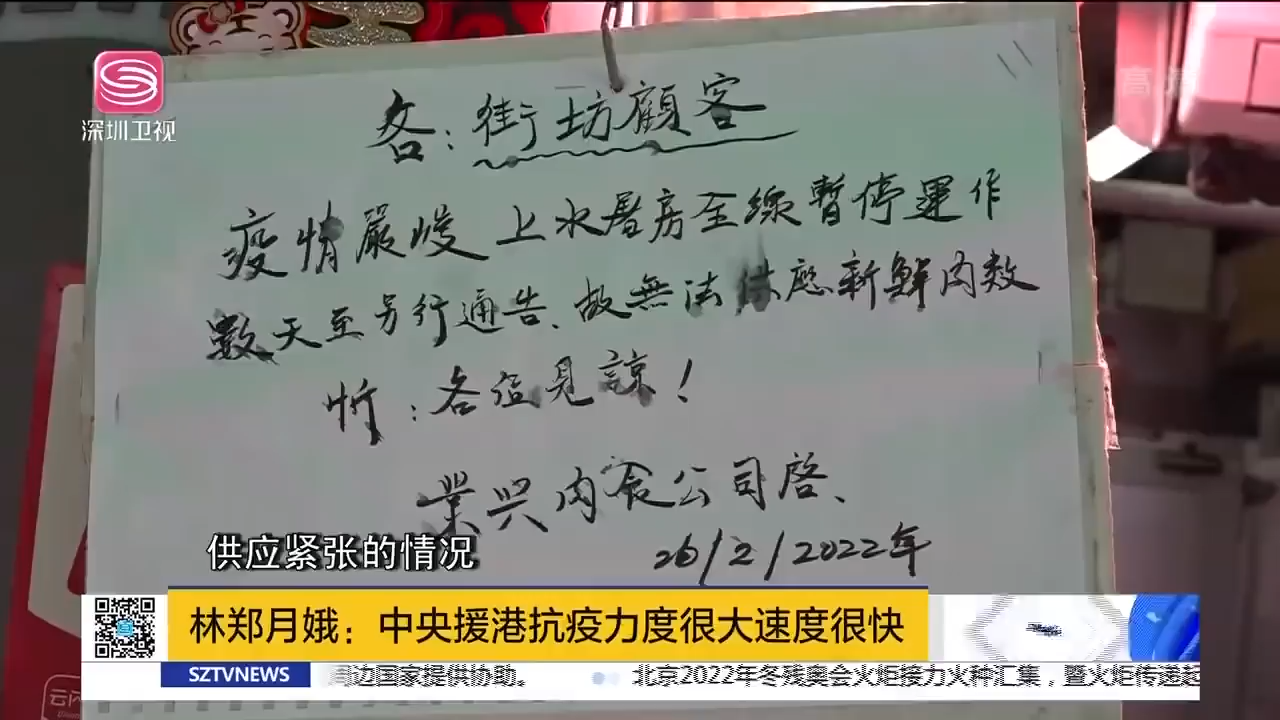 深圳卫视
高清
各：街坊顧客
疫情嚴峻上水屠房全線暫停運作
數天至另行通告、故無法供應新鮮肉数
忻：各位見諒！
業兴肉食公司啓、
26/2/2022年
供应紧张的情况
林郑月娥：中央援港抗疫力度很大速度很快
SZTVNEWS
周边国家提供协助。 北京2022年冬残奥会火炬接力火种汇集，暨火炬传递起